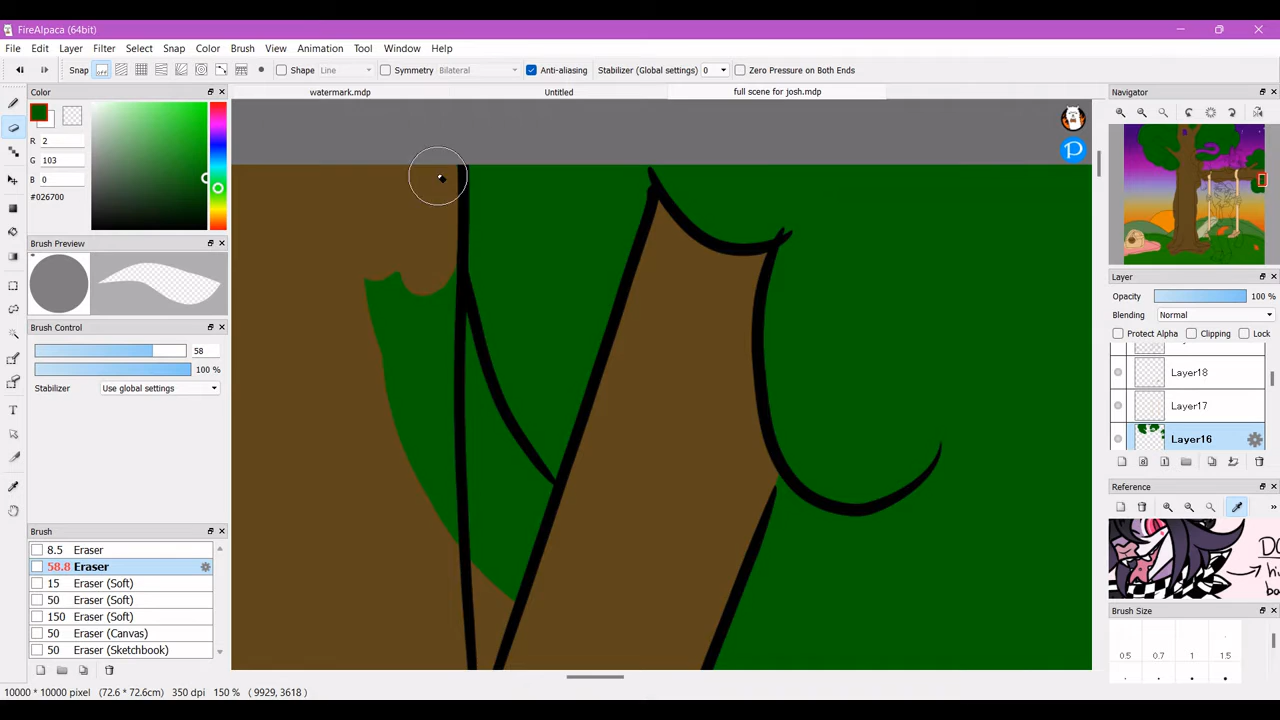 FireAlpaca (64bit)
File Edit Layer Filter Select Snap Color Brush View Animation Tool Window Help
Snap Shape Line Symmetry Bilateral Anti-aliasing Stabilizer (Global settings) 0 Zero Pressure on Both Ends
Color watermark.mdp Untitled full scene for josh.mdp Navigator
R 2
G 103
B 0
#026700
Brush Preview
Brush Control
58
100 %
Stabilizer Use global settings
Brush
8.5 Eraser
58.8 Eraser
15 Eraser (Soft)
50 Eraser (Soft)
150 Eraser (Soft)
50 Eraser (Canvas)
50 Eraser (Sketchbook)
10000 * 10000 pixel (72.6 * 72.6cm) 350 dpi 150 % ( 9929, 3618 )
Layer
Opacity 100 %
Blending Normal
Protect Alpha Clipping Lock
Layer18
Layer17
Layer16
Reference
Brush Size
0.5 0.7 1 1.5